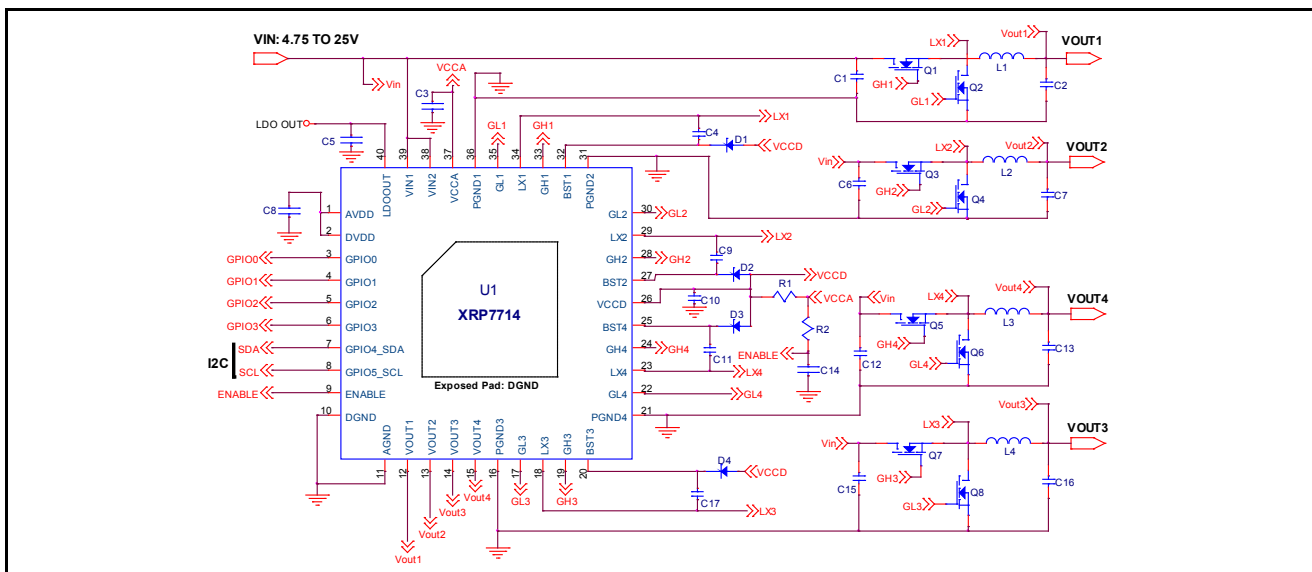 VIN: 4.75 TO 25V
Vin
VCCA
C3
LDO OUT
C5
GL1
GH1
LX1
C4
D1
VCCD
C1
Q1
GH1
LX1
GL1
Q2
L1
Vout1
VOUT1
C2
40 39 38 37 36 35 34 33 32 31
LDOOUT VIN1 VIN2 VCCA PGND1 GL1 LX1 GH1 BST1 PGND2
Vin
C6
Q3
GH2
LX2
GL2
Q4
L2
Vout2
VOUT2
C7
C8
1 AVDD
2 DVDD
GPIO0 3 GPIO0
GPIO1 4 GPIO1
GPIO2 5 GPIO2
GPIO3 6 GPIO3
I2C
SDA 7 GPIO4_SDA
SCL 8 GPIO5_SCL
ENABLE 9 ENABLE
10 DGND
U1
XRP7714
Exposed Pad: DGND
GL2 30 GL2
LX2 29 LX2
GH2 28 GH2
BST2 27
VCCD 26
BST4 25
GH4 24 GH4
LX4 23 LX4
GL4 22 GL4
PGND4 21
C9
D2
VCCD
C10
R1
VCCA
D3
R2
ENABLE
C11
C14
Vin
C12
Q5
GH4
LX4
GL4
Q6
L3
Vout4
VOUT4
C13
AGND VOUT1 VOUT2 VOUT3 VOUT4 PGND3 GL3 LX3 GH3 BST3
11 12 13 14 15 16 17 18 19 20
Vout1
Vout2
Vout3
Vout4
GL3
GH3
D4
VCCD
C17
LX3
Vin
C15
Q7
GH3
LX3
GL3
Q8
L4
Vout3
VOUT3
C16